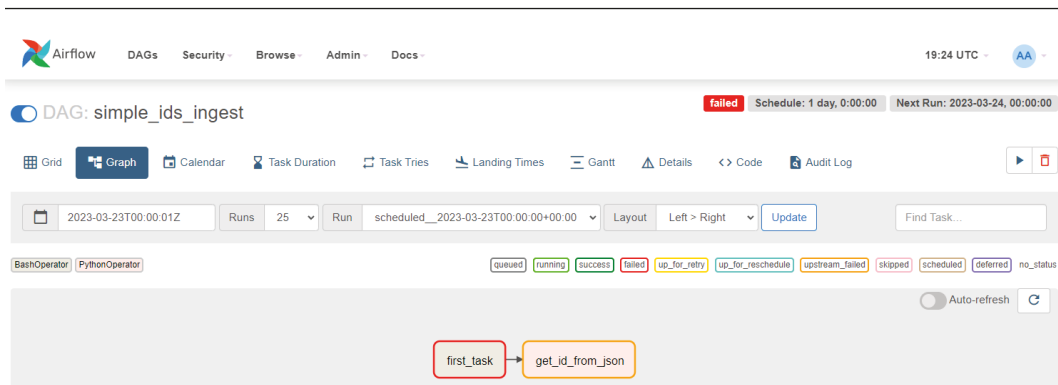 Airflow DAGs Security Browse Admin Docs 19:24 UTC AA
DAG: simple_ids_ingest failed Schedule: 1 day, 0:00:00 Next Run: 2023-03-24, 00:00:00
Grid Graph Calendar Task Duration Task Tries Landing Times Gantt Details <> Code Audit Log
2023-03-23T00:00:01Z Runs 25 Run scheduled__2023-03-23T00:00:00+00:00 Layout Left > Right Update Find Task...
BashOperator PythonOperator queued running success failed up_for_retry up_for_reschedule upstream_failed skipped scheduled deferred no_status
Auto-refresh
first_task get_id_from_json